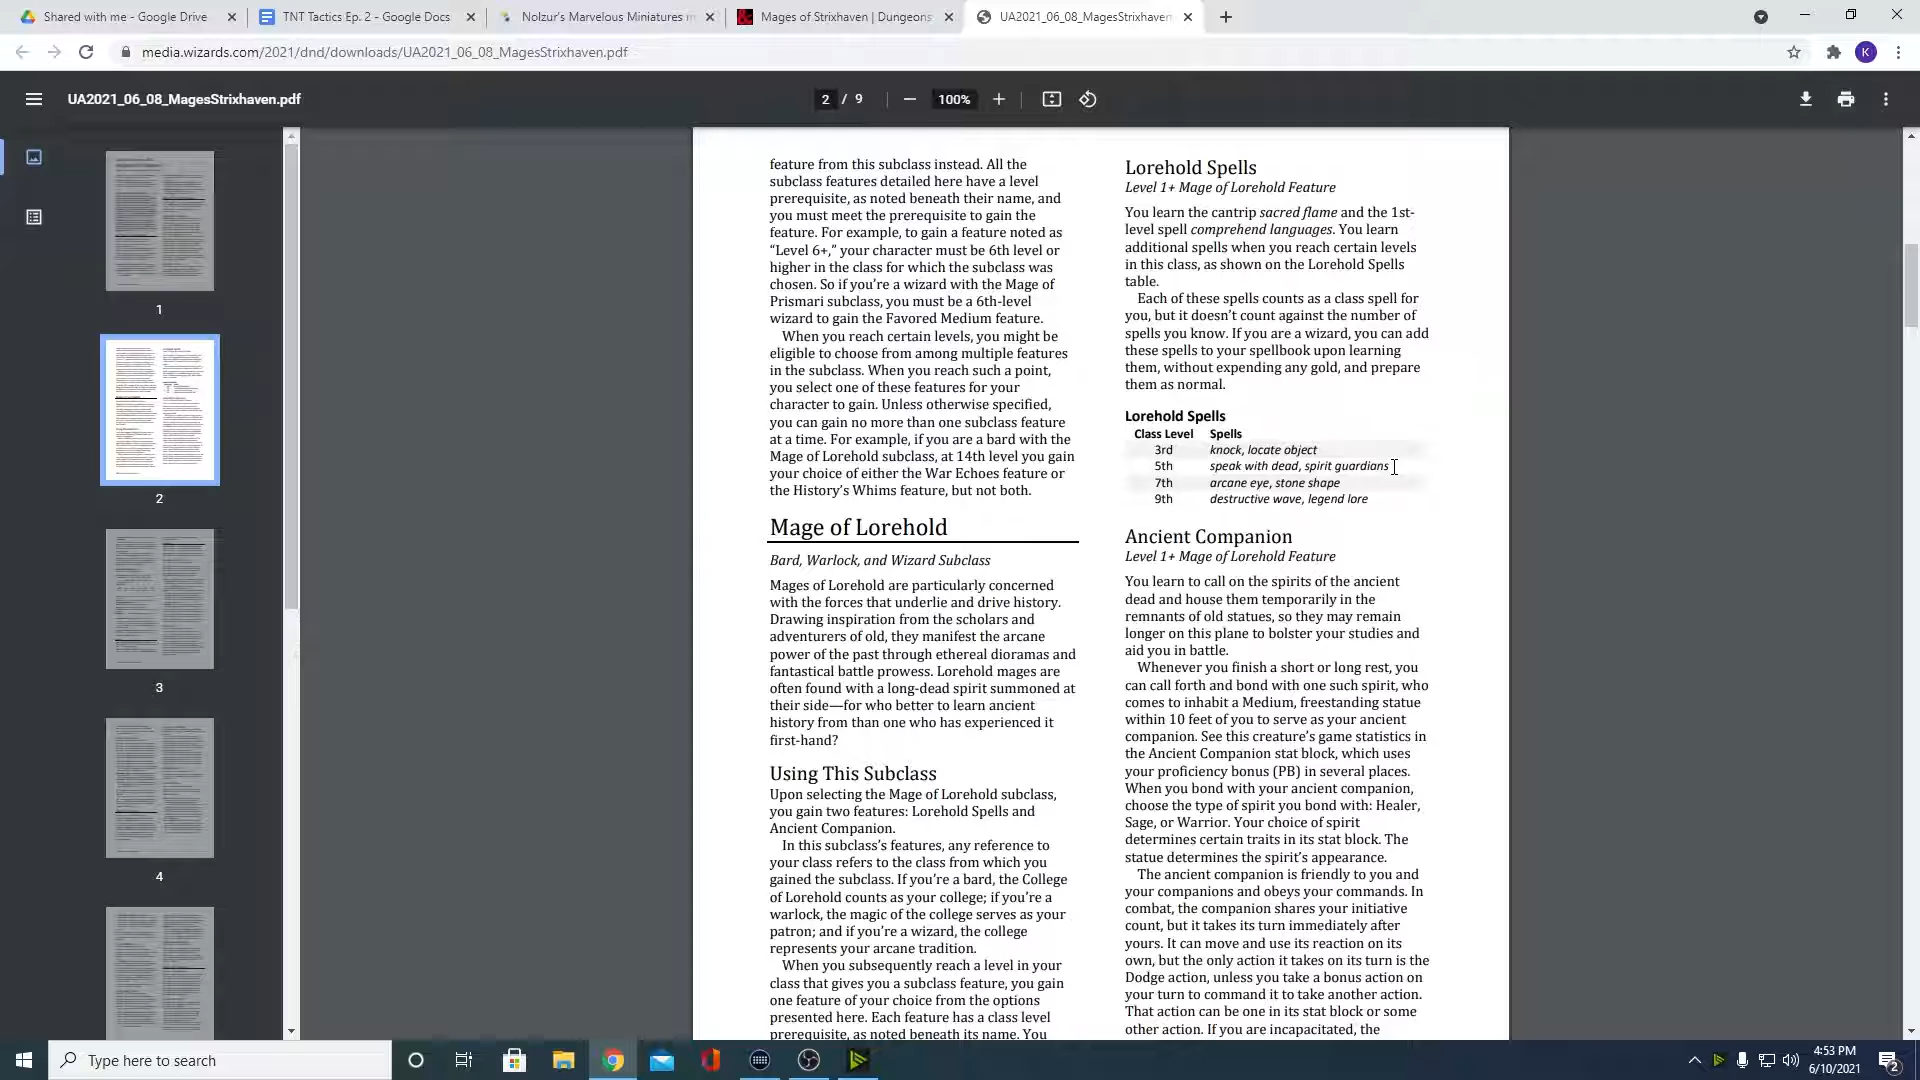 Shared with me - Google Drive
TNT Tactics Ep. 2 - Google Docs
Nolzur's Marvelous Miniatures
Mages of Strixhaven | Dungeons
UA2021_06_08_MagesStrixhaven
media.wizards.com/2021/dnd/downloads/UA2021_06_08_MagesStrixhaven.pdf
K
UA2021_06_08_MagesStrixhaven.pdf
2 / 9
100%
1
2
3
4
feature from this subclass instead. All the
subclass features detailed here have a level
prerequisite, as noted beneath their name, and
you must meet the prerequisite to gain the
feature. For example, to gain a feature noted as
“Level 6+,” your character must be 6th level or
higher in the class for which the subclass was
chosen. So if you’re a wizard with the Mage of
Prismari subclass, you must be a 6th-level
wizard to gain the Favored Medium feature.
When you reach certain levels, you might be
eligible to choose from among multiple features
in the subclass. When you reach such a point,
you select one of these features for your
character to gain. Unless otherwise specified,
you can gain no more than one subclass feature
at a time. For example, if you are a bard with the
Mage of Lorehold subclass, at 14th level you gain
your choice of either the War Echoes feature or
the History’s Whims feature, but not both.
Mage of Lorehold
Bard, Warlock, and Wizard Subclass
Mages of Lorehold are particularly concerned
with the forces that underlie and drive history.
Drawing inspiration from the scholars and
adventurers of old, they manifest the arcane
power of the past through ethereal dioramas and
fantastical battle prowess. Lorehold mages are
often found with a long-dead spirit summoned at
their side—for who better to learn ancient
history from than one who has experienced it
first-hand?
Using This Subclass
Upon selecting the Mage of Lorehold subclass,
you gain two features: Lorehold Spells and
Ancient Companion.
In this subclass’s features, any reference to
your class refers to the class from which you
gained the subclass. If you’re a bard, the College
of Lorehold counts as your college; if you’re a
warlock, the magic of the college serves as your
patron; and if you’re a wizard, the college
represents your arcane tradition.
When you subsequently reach a level in your
class that gives you a subclass feature, you gain
one feature of your choice from the options
presented here. Each feature has a class level
prerequisite, as noted beneath its name. You
Lorehold Spells
Level 1+ Mage of Lorehold Feature
You learn the cantrip sacred flame and the 1st-
level spell comprehend languages. You learn
additional spells when you reach certain levels
in this class, as shown on the Lorehold Spells
table.
Each of these spells counts as a class spell for
you, but it doesn’t count against the number of
spells you know. If you are a wizard, you can add
these spells to your spellbook upon learning
them, without expending any gold, and prepare
them as normal.
Lorehold Spells
Class Level Spells
3rd knock, locate object
5th speak with dead, spirit guardians
7th arcane eye, stone shape
9th destructive wave, legend lore
Ancient Companion
Level 1+ Mage of Lorehold Feature
You learn to call on the spirits of the ancient
dead and house them temporarily in the
remnants of old statues, so they may remain
longer on this plane to bolster your studies and
aid you in battle.
Whenever you finish a short or long rest, you
can call forth and bond with one such spirit, who
comes to inhabit a Medium, freestanding statue
within 10 feet of you to serve as your ancient
companion. See this creature’s game statistics in
the Ancient Companion stat block, which uses
your proficiency bonus (PB) in several places.
When you bond with your ancient companion,
choose the type of spirit you bond with: Healer,
Sage, or Warrior. Your choice of spirit
determines certain traits in its stat block. The
statue determines the spirit’s appearance.
The ancient companion is friendly to you and
your companions and obeys your commands. In
combat, the companion shares your initiative
count, but it takes its turn immediately after
yours. It can move and use its reaction on its
own, but the only action it takes on its turn is the
Dodge action, unless you take a bonus action on
your turn to command it to take another action.
That action can be one in its stat block or some
other action. If you are incapacitated, the
Type here to search
4:53 PM
6/10/2021
2